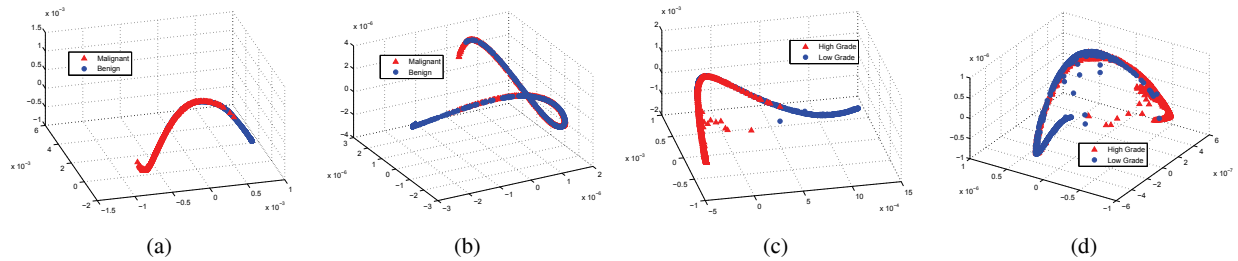 x 10⁻³
1.5
1
0.5
0
−0.5
−1
6
4
2
0
−2
x 10⁻³
−1.5
−1
−0.5
0
0.5
1
x 10⁻³
Malignant
Benign
(a)
x 10⁻⁶
4
2
0
−2
−4
3
2
1
0
−1
−2
−3
x 10⁻⁶
−3
−2
−1
0
1
2
x 10⁻⁶
Malignant
Benign
(b)
x 10⁻³
2
1
0
−1
−2
1
0.5
0
−0.5
−1
x 10⁻³
−5
0
5
10
15
x 10⁻⁴
High Grade
Low Grade
(c)
x 10⁻⁶
1
0.5
0
−0.5
−1
1
0.5
0
−0.5
−1
x 10⁻⁶
−6
−4
−2
0
2
4
6
x 10⁻⁷
High Grade
Low Grade
(d)